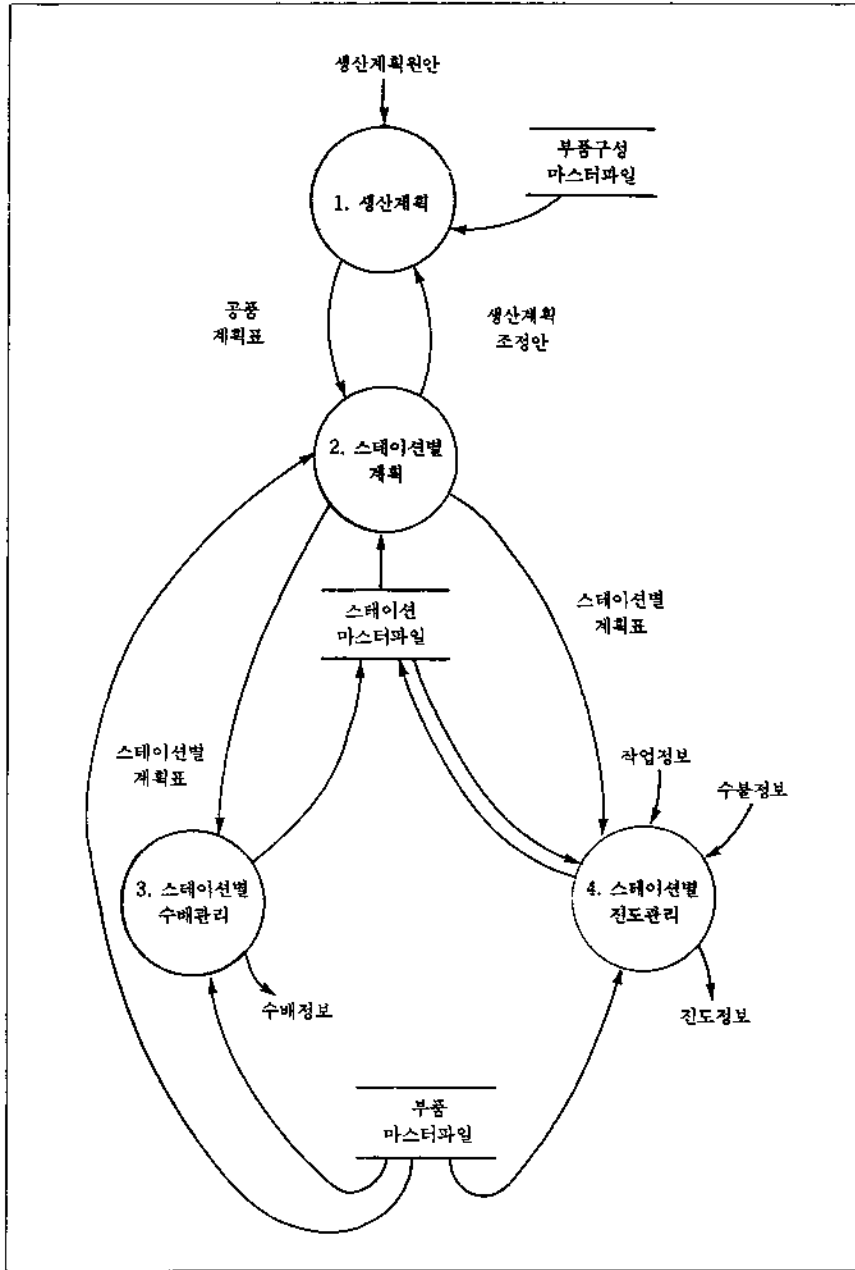 생산계획원안
부품구성
마스터파일
1. 생산계획
공품
계획표
생산계획
조정안
2. 스테이션별
계획
스테이션
마스터파일
스테이션별
계획표
스테이션별
계획표
작업정보
수불정보
3. 스테이션별
수배관리
4. 스테이션별
진도관리
수배정보
진도정보
부품
마스터파일